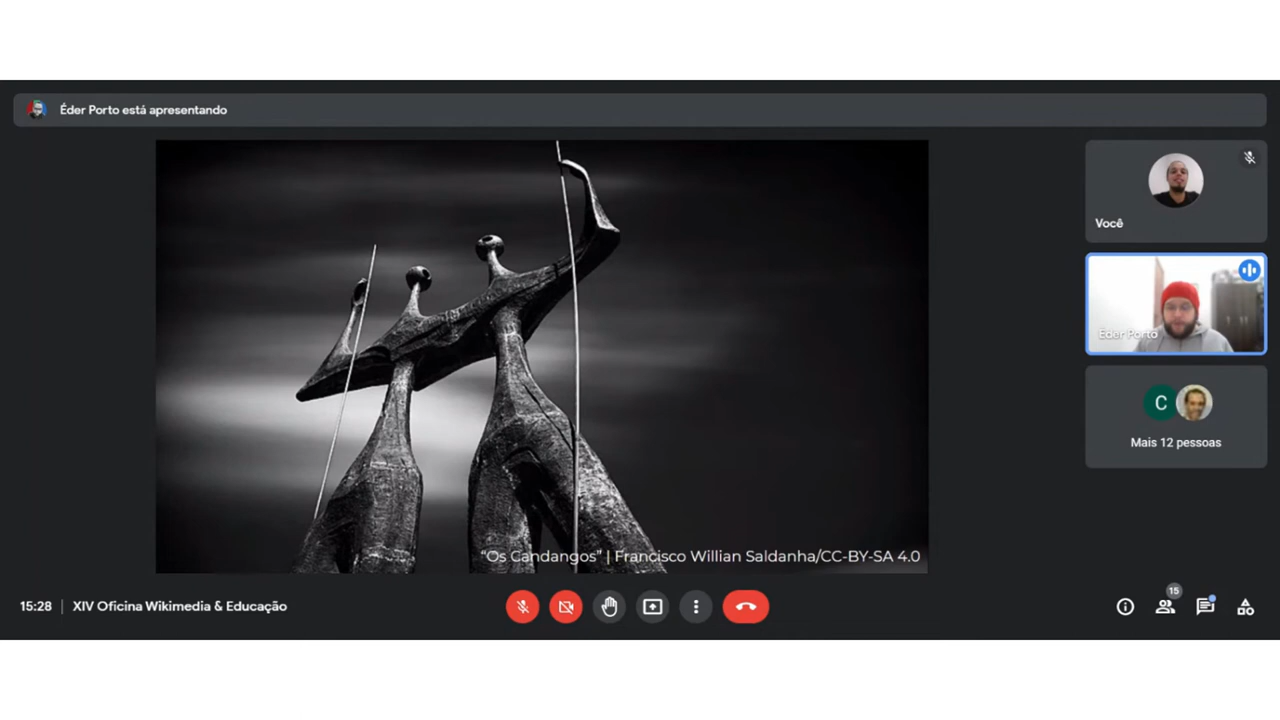 Éder Porto está apresentando
Você
Éder Porto
C
Mais 12 pessoas
"Os Candangos" | Francisco Willian Saldanha/CC-BY-SA 4.0
15:28 | XIV Oficina Wikimedia & Educação
15